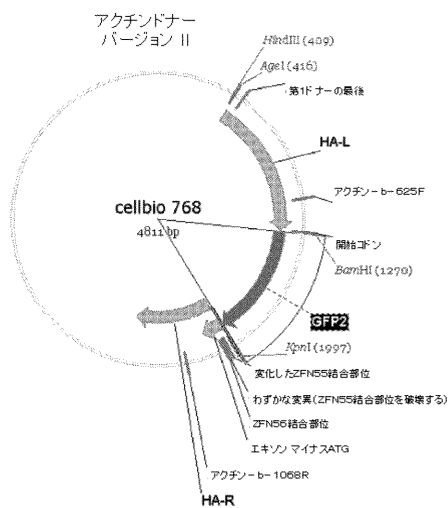 アクチンドナー
バージョン II
HindIII (409)
AgeI (416)
第1ドナーの最後
HA-L
アクチン-b-625F
cellbio 768
4811 bp
開始コドン
BamHI (1270)
GFP2
KpnI (1997)
変化したZFN55結合部位
わずかな変異(ZFN55結合部位を破壊する)
ZFN56結合部位
エキソン マイナスATG
アクチン-b-1068R
HA-R